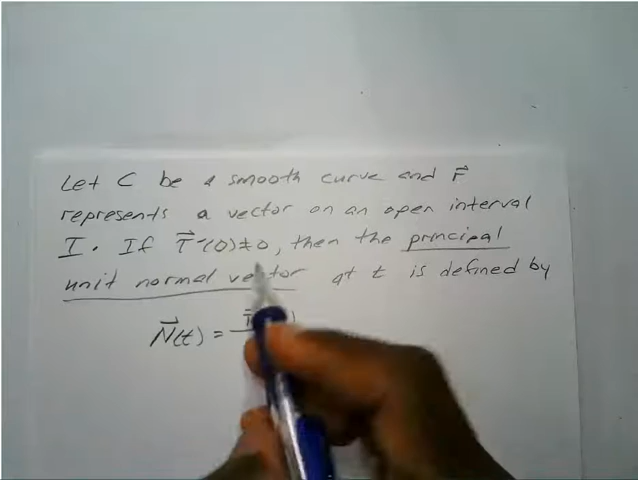 Let C be a smooth curve and r⃗
represents a vector on an open interval
I. If T⃗'(0)≠0, then the principal
unit normal vector at t is defined by
N⃗(t) =